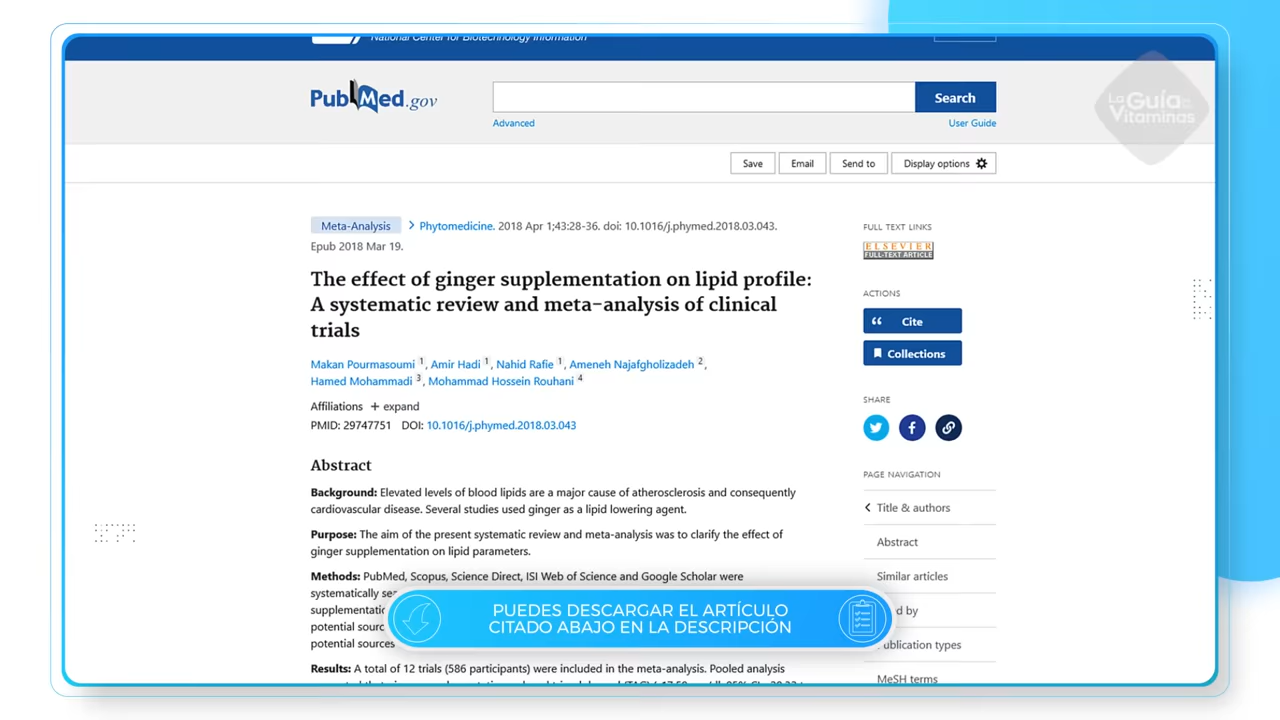 National Center for Biotechnology Information
PubMed.gov
Search
Advanced
User Guide
La Guía de las Vitaminas
Save
Email
Send to
Display options
Meta-Analysis
Phytomedicine. 2018 Apr 1;43:28-36. doi: 10.1016/j.phymed.2018.03.043.
Epub 2018 Mar 19.
The effect of ginger supplementation on lipid profile:
A systematic review and meta-analysis of clinical
trials
Makan Pourmasoumi 1, Amir Hadi 1, Nahid Rafie 1, Ameneh Najafgholizadeh 2,
Hamed Mohammadi 3, Mohammad Hossein Rouhani 4
Affiliations + expand
PMID: 29747751 DOI: 10.1016/j.phymed.2018.03.043
Abstract
Background: Elevated levels of blood lipids are a major cause of atherosclerosis and consequently
cardiovascular disease. Several studies used ginger as a lipid lowering agent.
Purpose: The aim of the present systematic review and meta-analysis was to clarify the effect of
ginger supplementation on lipid parameters.
Methods: PubMed, Scopus, Science Direct, ISI Web of Science and Google Scholar were
potential
potential sources
Results: A total of 12 trials (586 participants) were included in the meta-analysis. Pooled analysis
FULL TEXT LINKS
ELSEVIER
FULL-TEXT ARTICLE
ACTIONS
Cite
Collections
SHARE
PAGE NAVIGATION
Title & authors
Abstract
Similar articles
by
MeSH terms
PUEDES DESCARGAR EL ARTÍCULO
CITADO ABAJO EN LA DESCRIPCIÓN